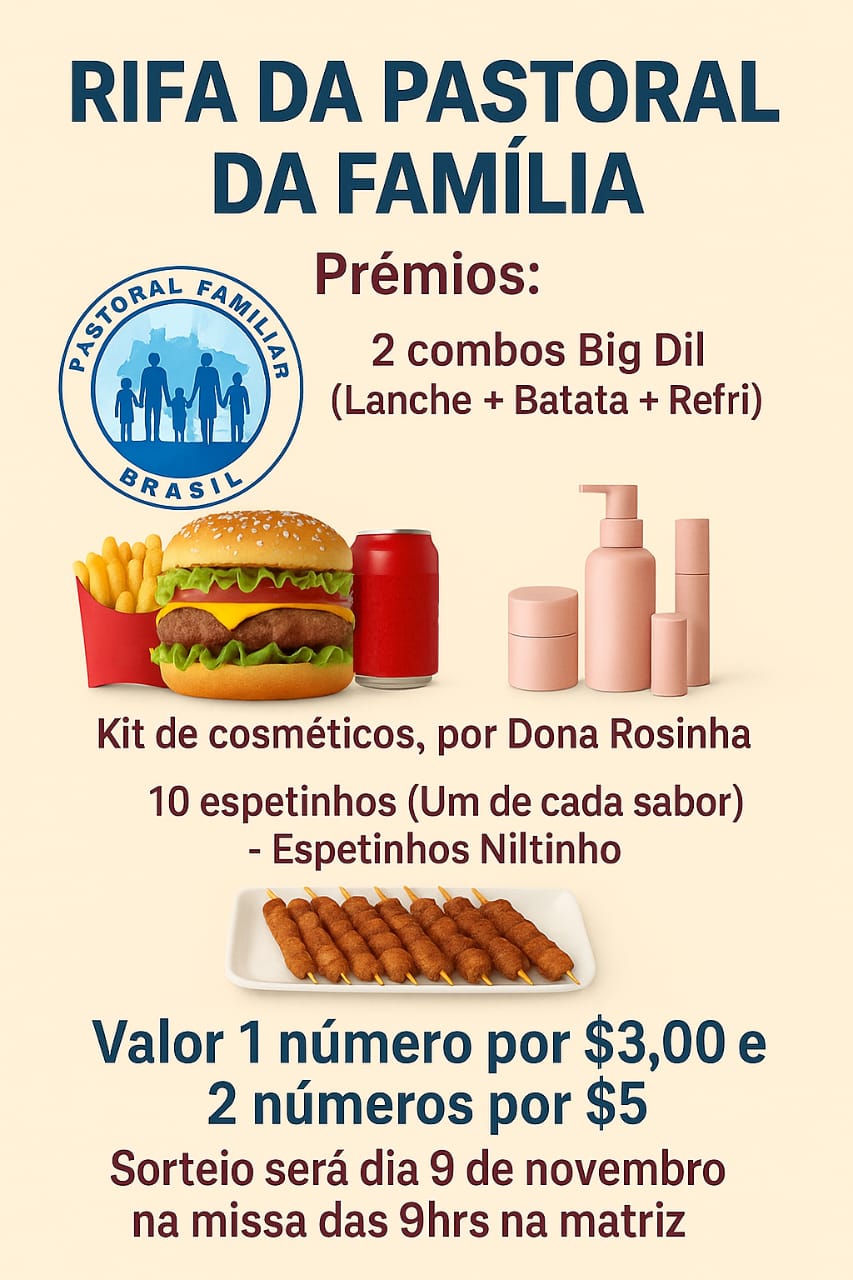 RIFA DA PASTORAL
DA FAMÍLIA
Prémios:
PASTORAL FAMILIAR
BRASIL
2 combos Big Dil
(Lanche + Batata + Refri)
Kit de cosméticos, por Dona Rosinha
10 espetinhos (Um de cada sabor)
- Espetinhos Niltinho
Valor 1 número por $3,00 e
2 números por $5
Sorteio será dia 9 de novembro
na missa das 9hrs na matriz